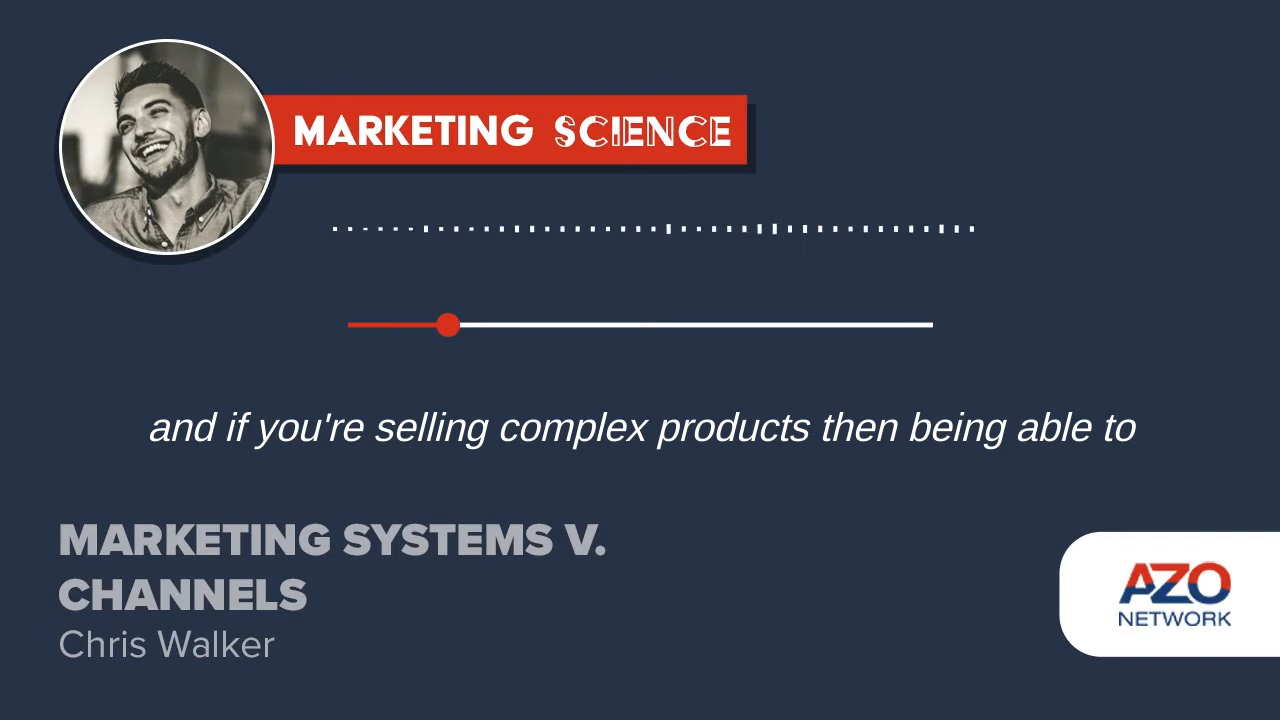 MARKETING SCIENCE
and if you're selling complex products then being able to
MARKETING SYSTEMS V.
CHANNELS
Chris Walker
AZO
NETWORK